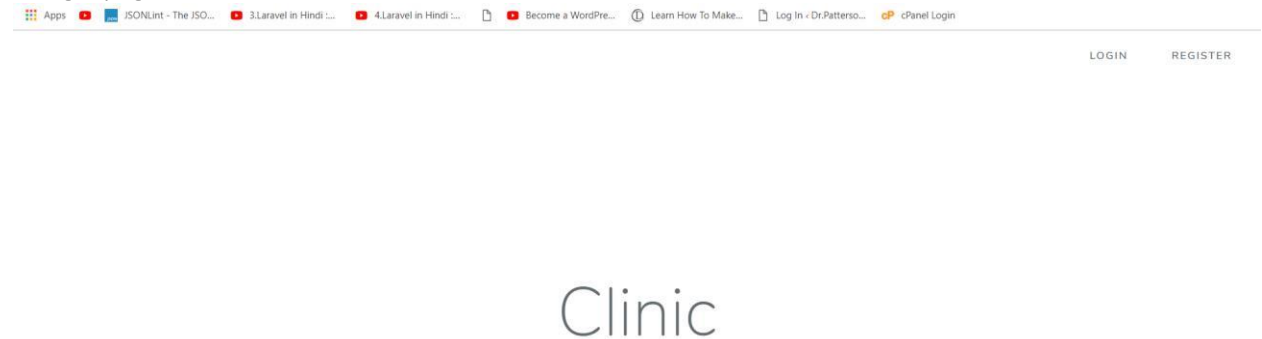 Apps JSONLint - The JSO... 3.Laravel in Hindi :... 4.Laravel in Hindi :... Become a WordPre... Learn How To Make... Log In ‹ Dr.Patterso... cPanel Login
LOGIN REGISTER
Clinic